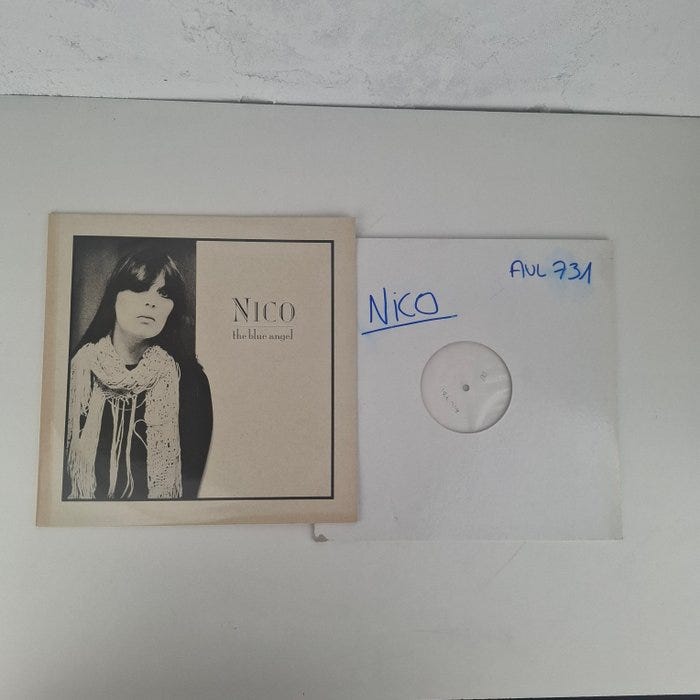 NICO
the blue angel
AUL 731
NiCO